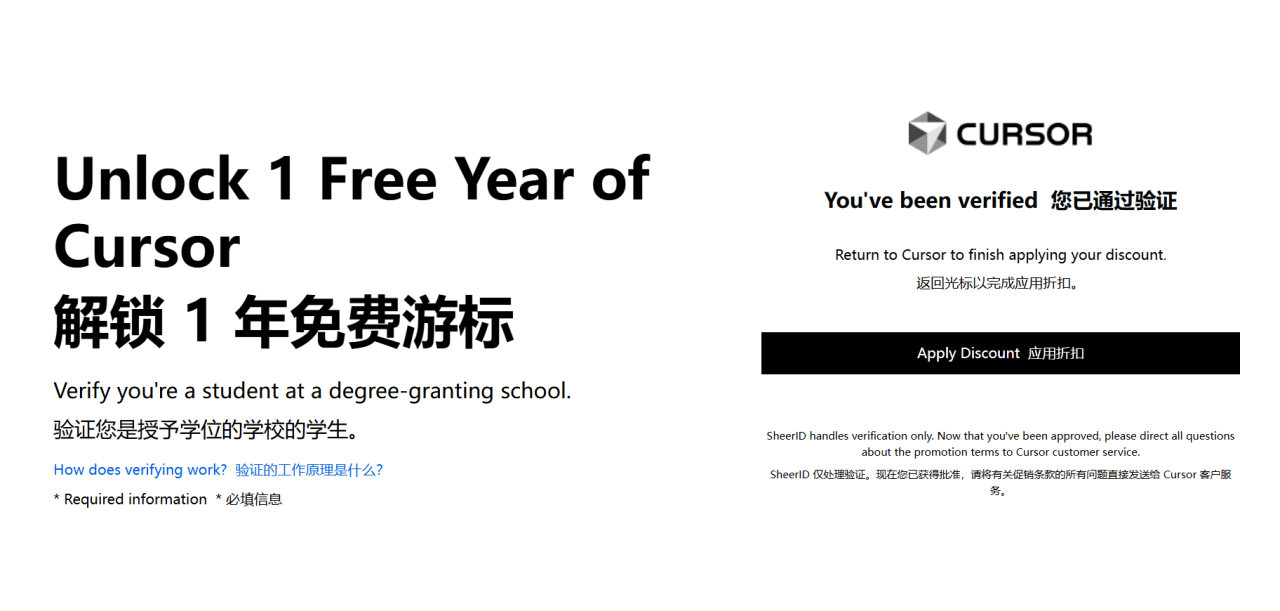 Unlock 1 Free Year of
Cursor
解锁 1 年免费游标
Verify you're a student at a degree-granting school.
验证您是授予学位的学校的学生。
How does verifying work? 验证的工作原理是什么?
* Required information * 必填信息
CURSOR
You've been verified 您已通过验证
Return to Cursor to finish applying your discount.
返回光标以完成应用折扣。
Apply Discount 应用折扣
SheerID handles verification only. Now that you've been approved, please direct all questions
about the promotion terms to Cursor customer service.
SheerID 仅处理验证。现在您已获得批准，请将有关促销条款的所有问题直接发送给 Cursor 客户服
务。